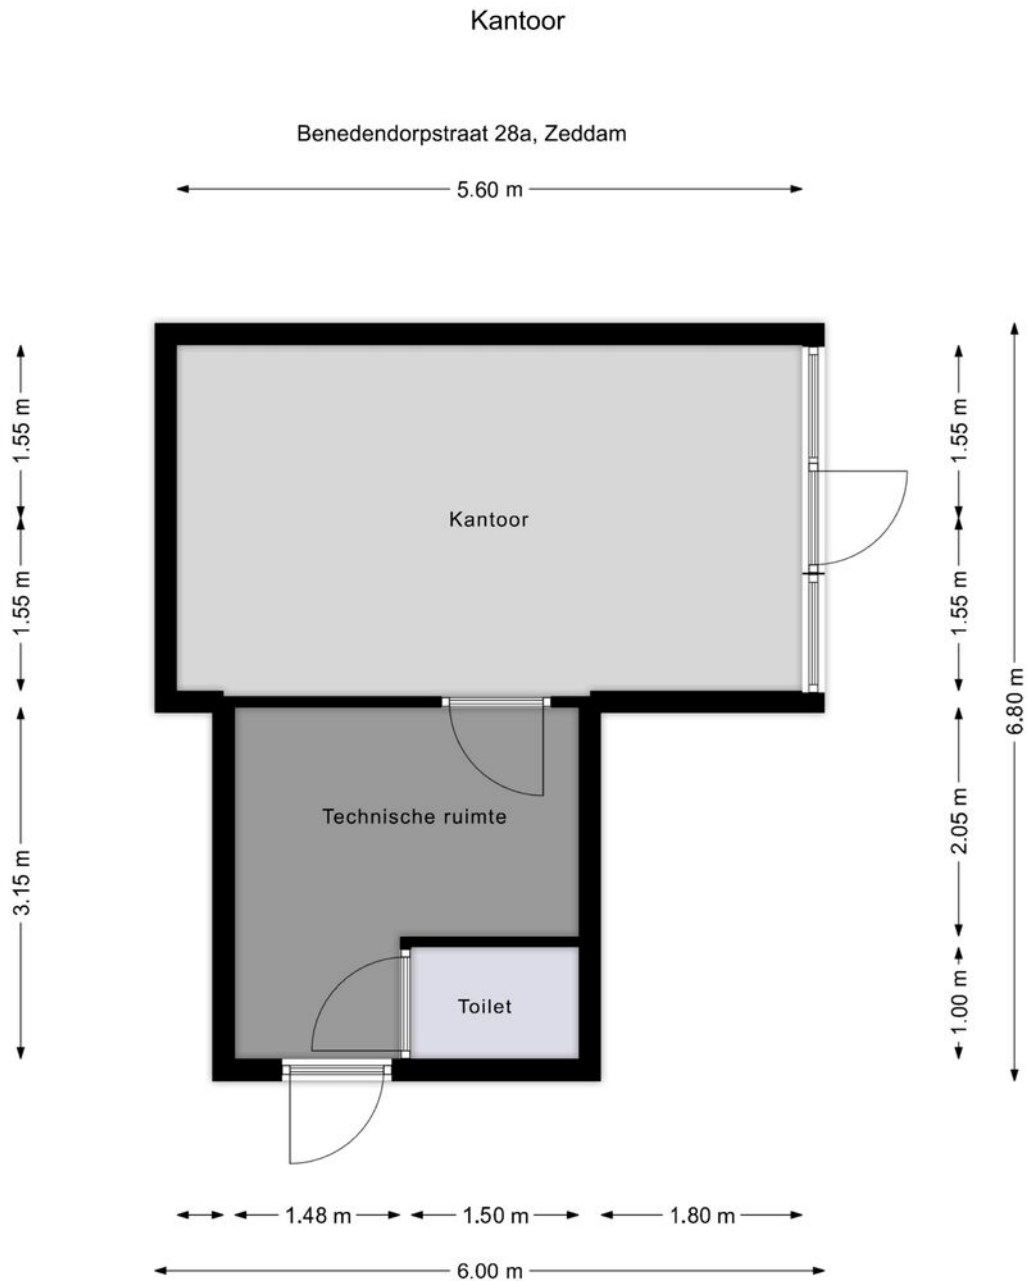 Kantoor
Benedendorpstraat 28a, Zeddam
5.60 m
1.55 m
1.55 m
3.15 m
Kantoor
Technische ruimte
Toilet
1.55 m
1.55 m
2.05 m
1.00 m
6.80 m
1.48 m
1.50 m
1.80 m
6.00 m